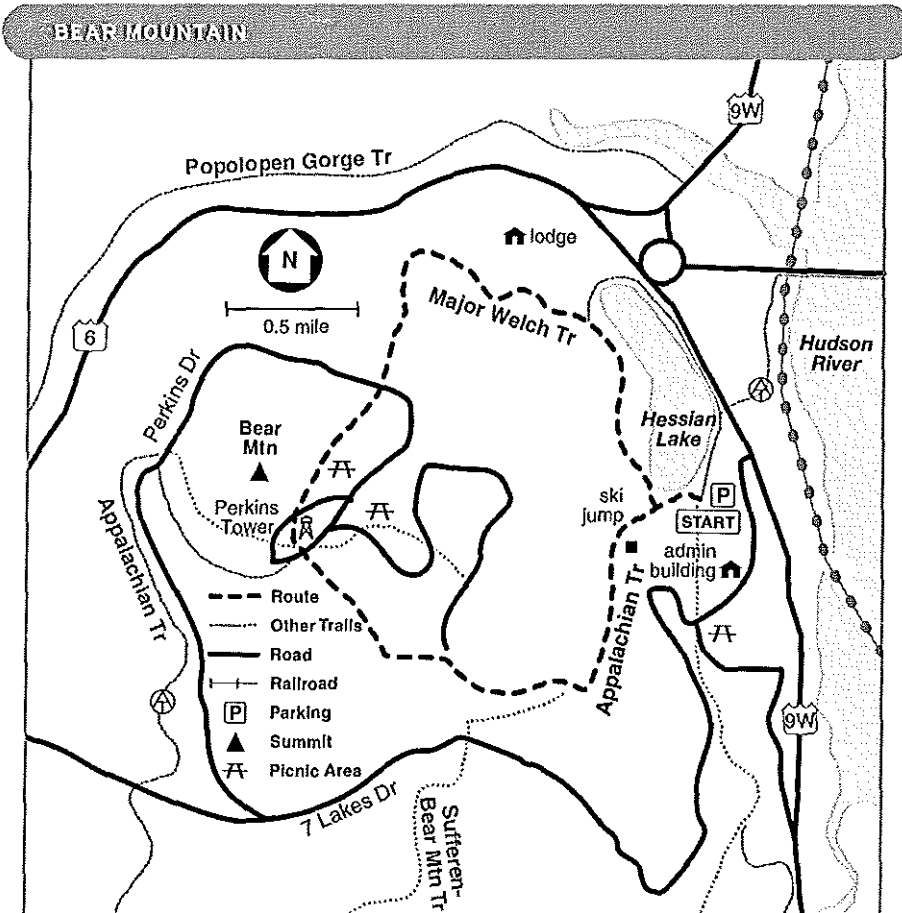 BEAR MOUNTAIN
9W
Popolopen Gorge Tr
lodge
N
0.5 mile
Major Welch Tr
6
Hudson
River
Perkins Dr
Bear
Mtn
Hessian
Lake
Perkins
Tower
ski
jump
P
START
admin
building
Appalachian Tr
Appalachian Tr
Route
Other Trails
Road
Railroad
P Parking
Summit
Picnic Area
9W
7 Lakes Dr
Sufferen-
Bear Mtn Tr